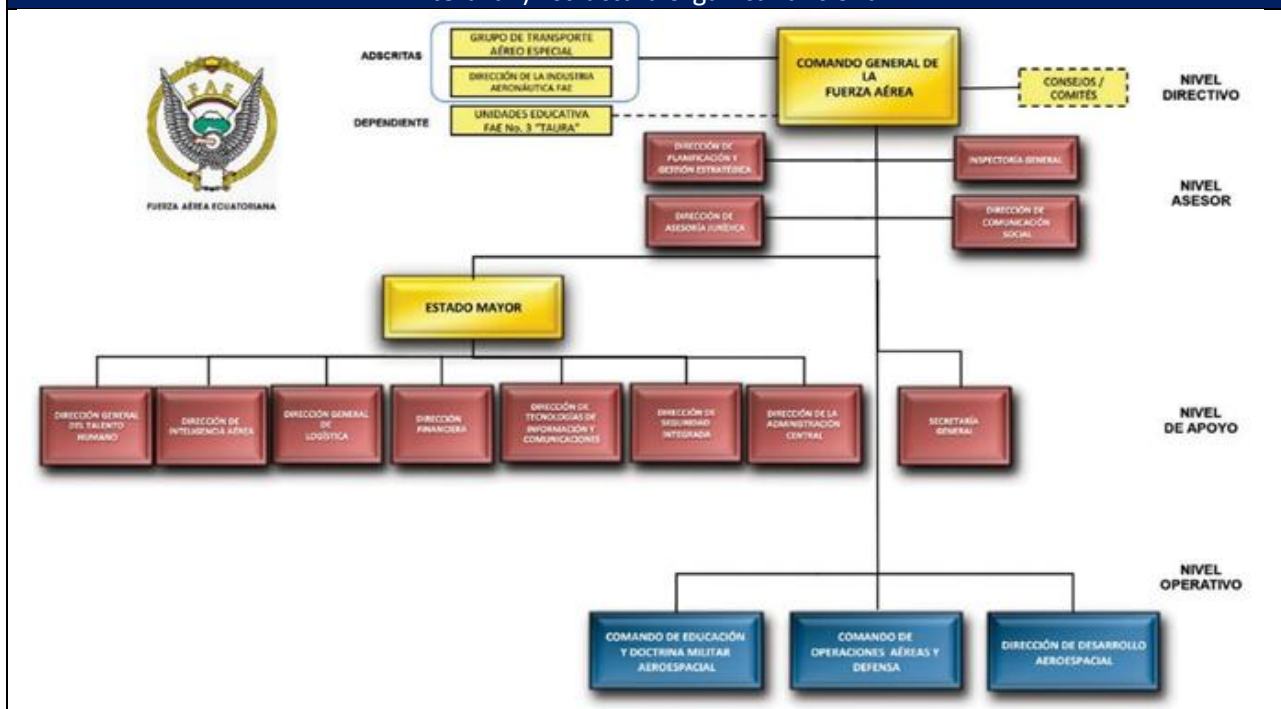 ADSCRITAS
GRUPO DE TRANSPORTE
AÉREO ESPECIAL
DIRECCIÓN DE LA INDUSTRIA
AERONÁUTICA FAE
DEPENDIENTE
UNIDADES EDUCATIVA
FAE No. 3 "TAURA"
COMANDO GENERAL DE
LA
FUERZA AÉREA
CONSEJOS /
COMITÉS
NIVEL
DIRECTIVO
FAE
FUERZA AÉREA ECUATORIANA
DIRECCIÓN DE
PLANIFICACIÓN Y
GESTIÓN ESTRATÉGICA
INSPECTORÍA GENERAL
DIRECCIÓN DE
ASESORÍA JURÍDICA
DIRECCIÓN DE
COMUNICACIÓN
SOCIAL
NIVEL
ASESOR
ESTADO MAYOR
DIRECCIÓN GENERAL
DEL TALENTO
HUMANO
DIRECCIÓN DE
INTELIGENCIA AÉREA
DIRECCIÓN GENERAL
DE
LOGÍSTICA
DIRECCIÓN
FINANCIERA
DIRECCIÓN DE
TECNOLOGÍAS DE
INFORMACIÓN Y
COMUNICACIONES
DIRECCIÓN DE
SEGURIDAD
INTEGRADA
DIRECCIÓN DE LA
ADMINISTRACIÓN
CENTRAL
SECRETARÍA
GENERAL
NIVEL
DE APOYO
NIVEL
OPERATIVO
COMANDO DE EDUCACIÓN
Y DOCTRINA MILITAR
AEROESPACIAL
COMANDO DE
OPERACIONES AÉREAS Y
DEFENSA
DIRECCIÓN DE DESARROLLO
AEROESPACIAL